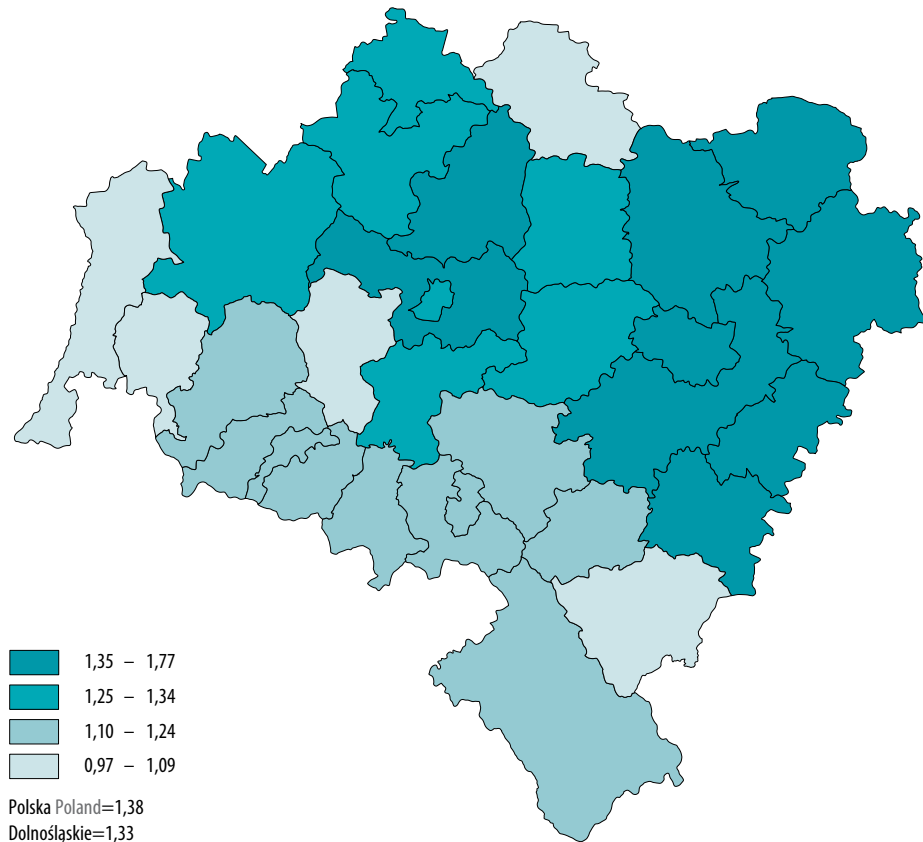 1,35 – 1,77
1,25 – 1,34
1,10 – 1,24
0,97 – 1,09
Polska Poland=1,38
Dolnośląskie=1,33